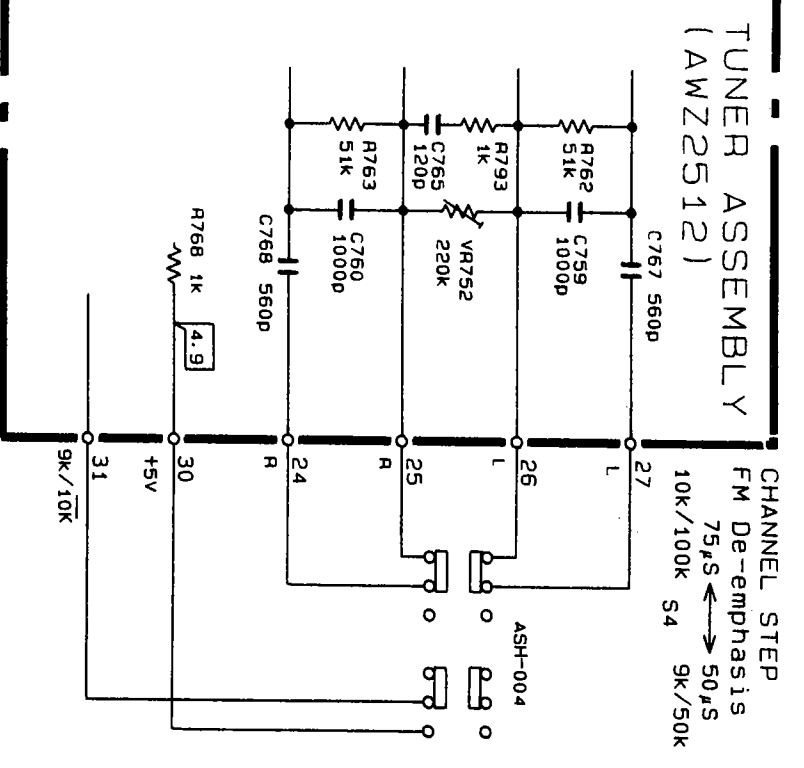 TUNER ASSEMBLY
(AWZ2512)
CHANNEL STEP
FM De-emphasis
75μS ⟷ 50μS
10k/100k S4 9k/50k
C767 560p
R762
51k
C759
1000p
R793
1k
C765
120p
VR752
220k
R763
51k
C760
1000p
C768 560p
R768 1k
4.9
27
L
26
L
25
R
24
R
30
+5V
31
9k/1̅0̅K̅
ASH-004